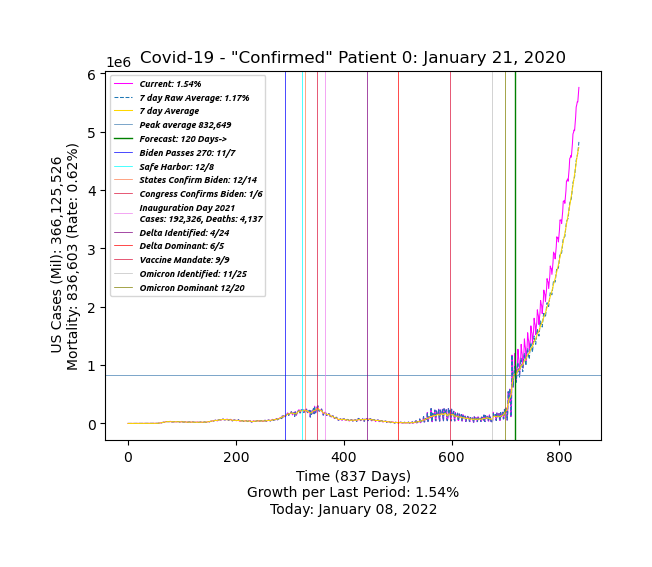 Covid-19 - "Confirmed" Patient 0: January 21, 2020
1e6
6
5
4
3
2
1
0
US Cases (Mil): 366,125,526
Mortality: 836,603 (Rate: 0.62%)
Current: 1.54%
7 day Raw Average: 1.17%
7 day Average
Peak average 832,649
Forecast: 120 Days->
Biden Passes 270: 11/7
Safe Harbor: 12/8
States Confirm Biden: 12/14
Congress Confirms Biden: 1/6
Inauguration Day 2021
Cases: 192,326, Deaths: 4,137
Delta Identified: 4/24
Delta Dominant: 6/5
Vaccine Mandate: 9/9
Omicron Identified: 11/25
Omicron Dominant 12/20
0 200 400 600 800
Time (837 Days)
Growth per Last Period: 1.54%
Today: January 08, 2022